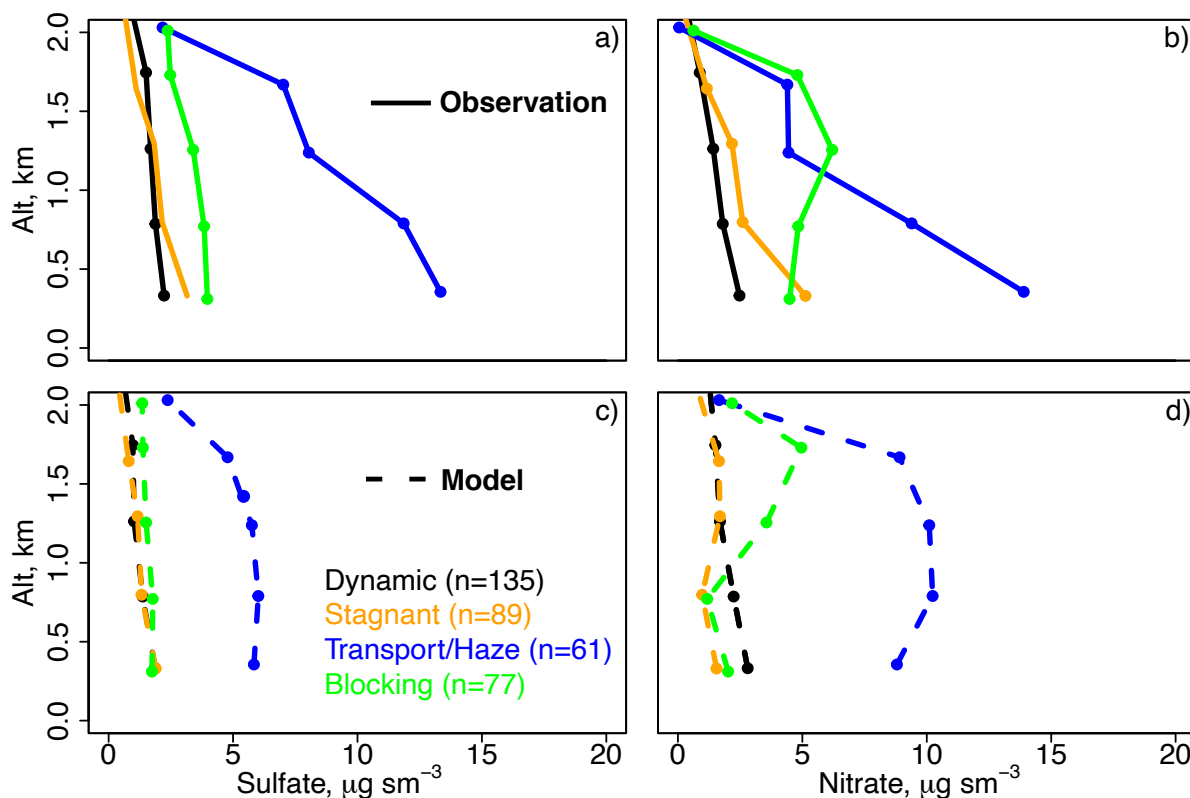 a)
b)
2.0
1.5
1.0
0.5
0.0
Alt, km
Observation
c)
d)
2.0
1.5
1.0
0.5
0.0
Alt, km
Model
Dynamic (n=135)
Stagnant (n=89)
Transport/Haze (n=61)
Blocking (n=77)
0 5 10 15 20
0 5 10 15 20
Sulfate, μg sm⁻³
Nitrate, μg sm⁻³